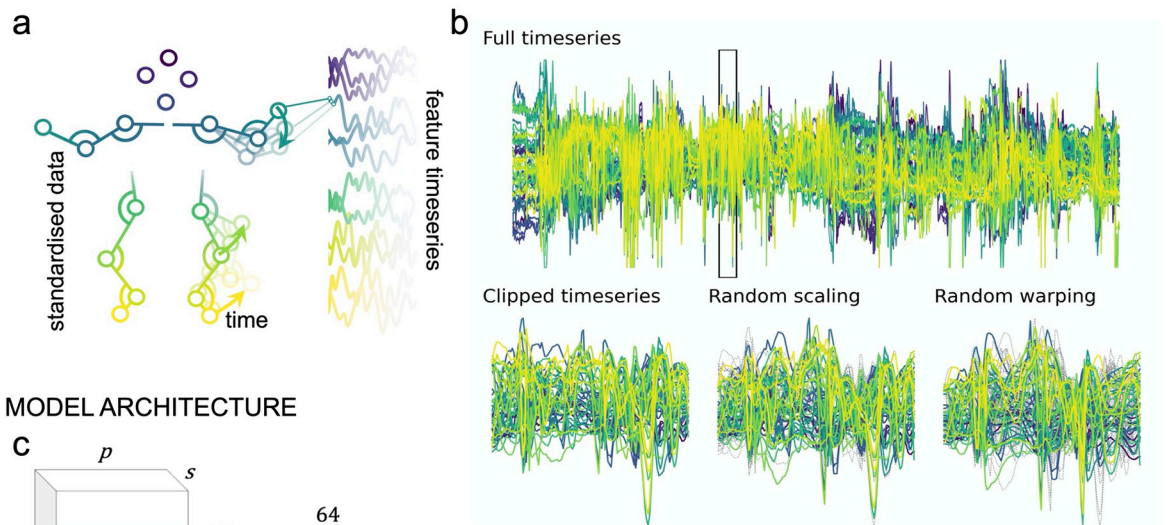 a
standardised data
time
feature timeseries
b
Full timeseries
Clipped timeseries
Random scaling
Random warping
MODEL ARCHITECTURE
c
p
s
64